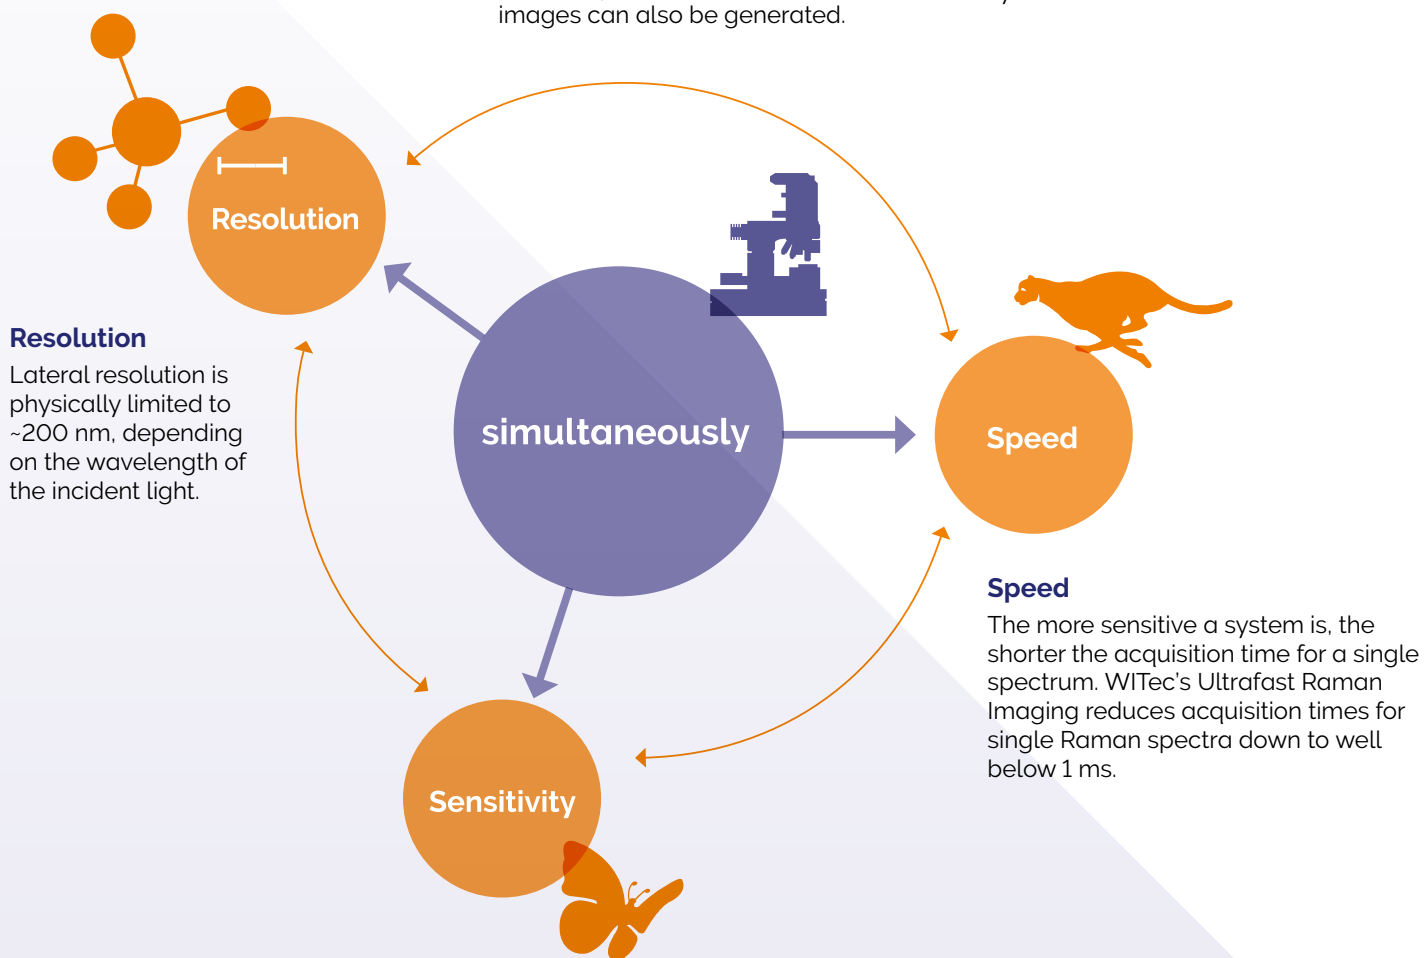 images can also be generated.
Resolution
simultaneously
Speed
Sensitivity
Resolution
Lateral resolution is
physically limited to
~200 nm, depending
on the wavelength of
the incident light.
Speed
The more sensitive a system is, the
shorter the acquisition time for a single
spectrum. WITec's Ultrafast Raman
Imaging reduces acquisition times for
single Raman spectra down to well
below 1 ms.